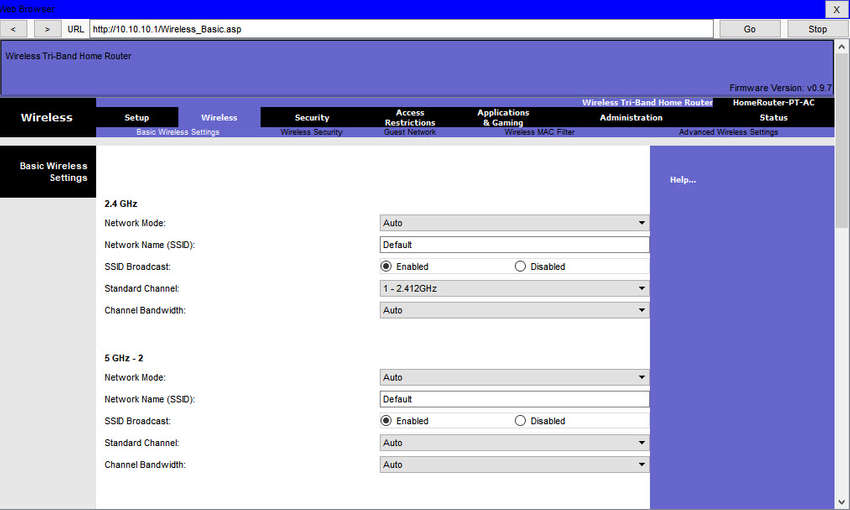 Web Browser X
< > URL http://10.10.10.1/Wireless_Basic.asp Go Stop
Wireless Tri-Band Home Router
Firmware Version: v0.9.7
Wireless Tri-Band Home Router HomeRouter-PT-AC
Wireless Setup Wireless Security Access Restrictions Applications & Gaming Administration Status
Basic Wireless Settings Wireless Security Guest Network Wireless MAC Filter Advanced Wireless Settings
Basic Wireless
Settings
Help...
2.4 GHz
Network Mode: Auto
Network Name (SSID): Default
SSID Broadcast: Enabled Disabled
Standard Channel: 1 - 2.412GHz
Channel Bandwidth: Auto
5 GHz - 2
Network Mode: Auto
Network Name (SSID): Default
SSID Broadcast: Enabled Disabled
Standard Channel: Auto
Channel Bandwidth: Auto